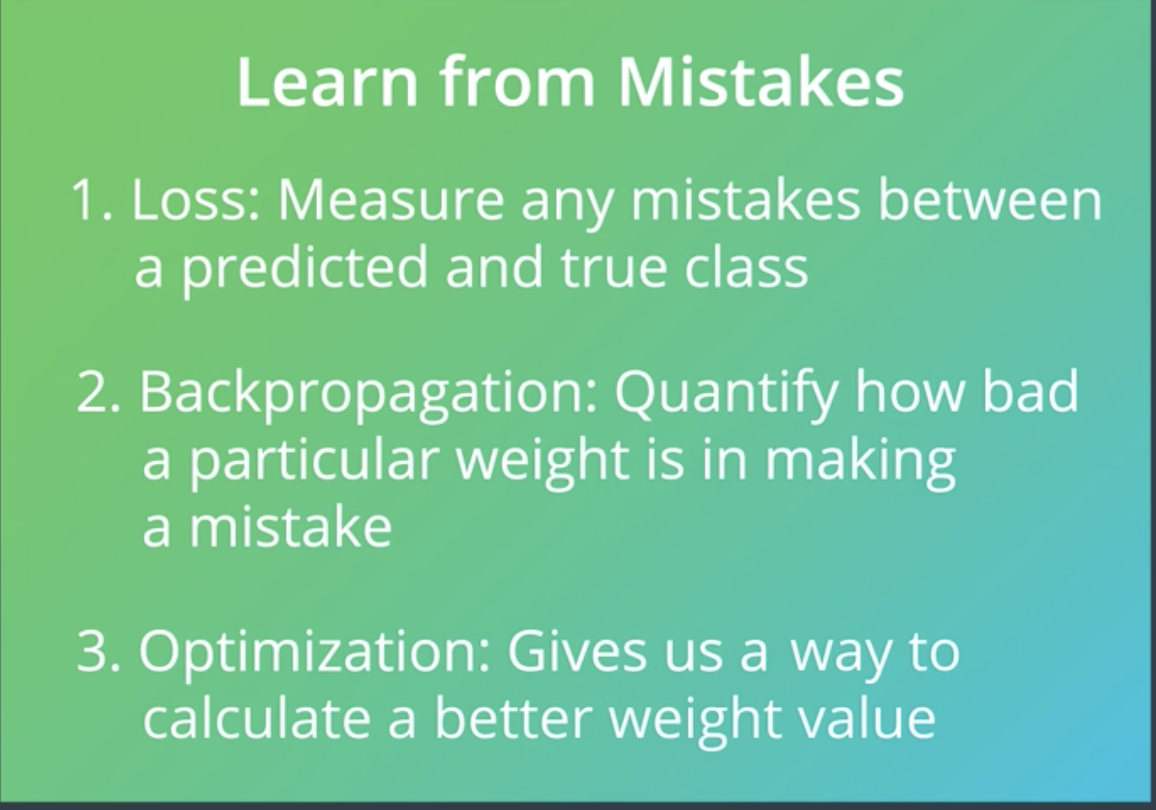 Learn from Mistakes
1. Loss: Measure any mistakes between
a predicted and true class
2. Backpropagation: Quantify how bad
a particular weight is in making
a mistake
3. Optimization: Gives us a way to
calculate a better weight value